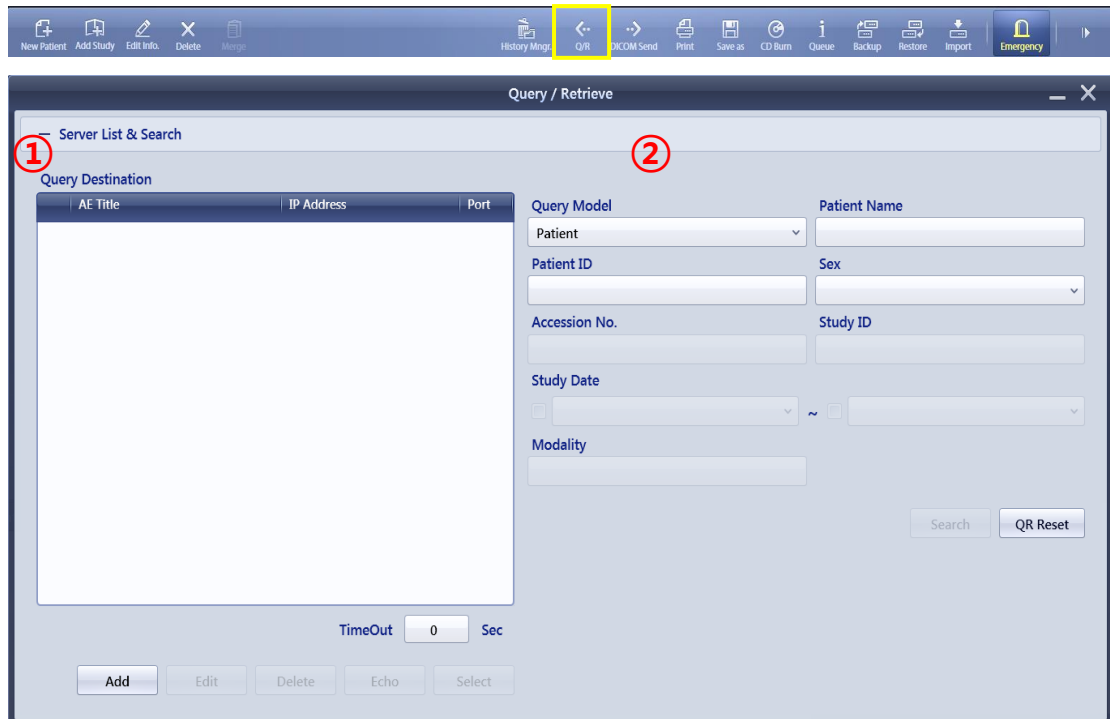 New Patient Add Study Edit Info. Delete Merge History Mngr. Q/R DICOM Send Print Save as CD Burn Queue Backup Restore Import Emergency
Query / Retrieve
Server List & Search
① ②
Query Destination
AE Title IP Address Port
Query Model Patient Name
Patient
Patient ID Sex
Accession No. Study ID
Study Date
~
Modality
Search QR Reset
TimeOut 0 Sec
Add Edit Delete Echo Select